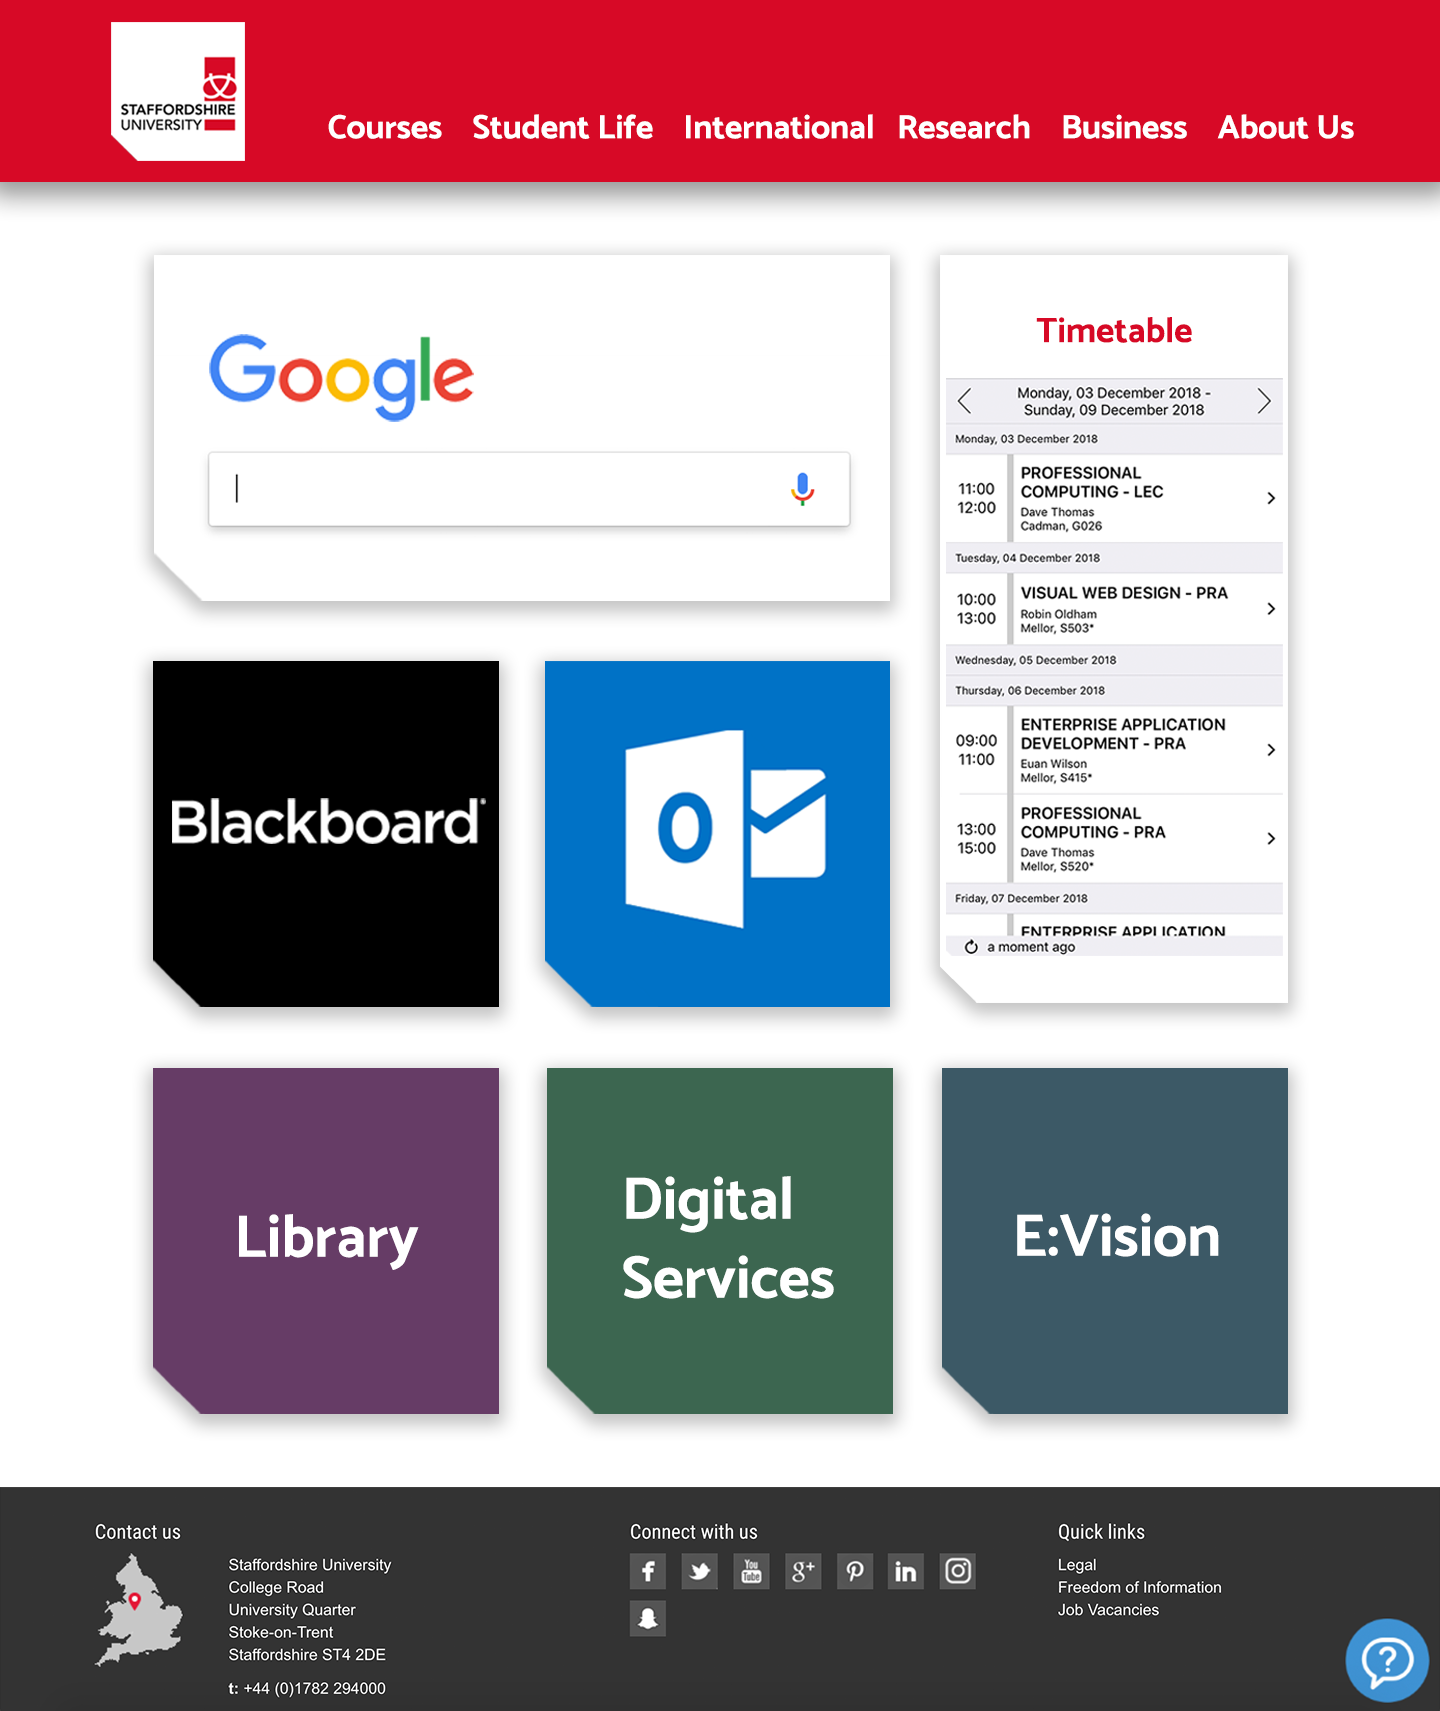 STAFFORDSHIRE
UNIVERSITY
Courses Student Life International Research Business About Us
Google
Timetable
Monday, 03 December 2018 -
Sunday, 09 December 2018
Monday, 03 December 2018
11:00
12:00
PROFESSIONAL
COMPUTING - LEC
Dave Thomas
Cadman, G026
Tuesday, 04 December 2018
10:00
13:00
VISUAL WEB DESIGN - PRA
Robin Oldham
Mellor, S503*
Wednesday, 05 December 2018
Thursday, 06 December 2018
09:00
11:00
ENTERPRISE APPLICATION
DEVELOPMENT - PRA
Euan Wilson
Mellor, S415*
13:00
15:00
PROFESSIONAL
COMPUTING - PRA
Dave Thomas
Mellor, S520*
Friday, 07 December 2018
ENTERPRISE APPLICATION
a moment ago
Blackboard®
O
Library
Digital
Services
E:Vision
Contact us
Staffordshire University
College Road
University Quarter
Stoke-on-Trent
Staffordshire ST4 2DE
t: +44 (0)1782 294000
Connect with us
f
You
Tube
g+
in
Quick links
Legal
Freedom of Information
Job Vacancies
?